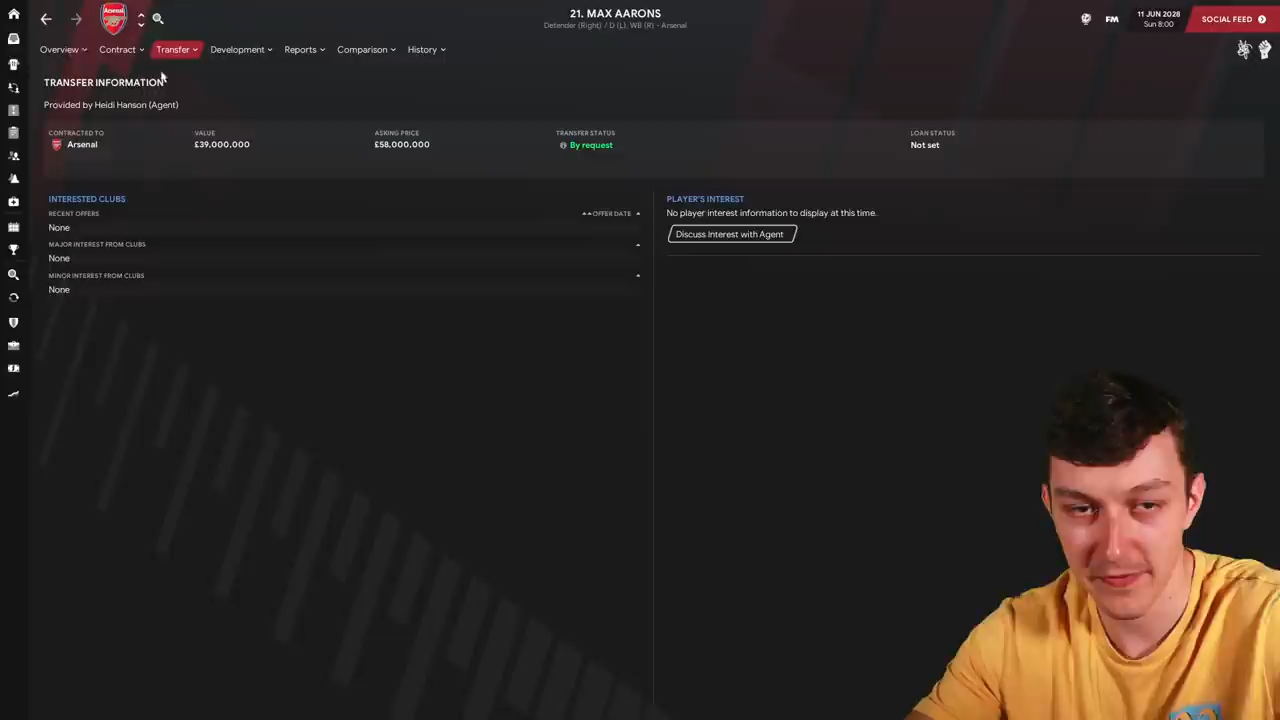 21. MAX AARONS
Defender (Right) / D (L), WB (R) - Arsenal
FM
11 JUN 2028
Sun 8:00
SOCIAL FEED
Overview
Contract
Transfer
Development
Reports
Comparison
History
TRANSFER INFORMATION
Provided by Heidi Hanson (Agent)
CONTRACTED TO
VALUE
ASKING PRICE
TRANSFER STATUS
LOAN STATUS
Arsenal
£39,000,000
£58,000,000
By request
Not set
INTERESTED CLUBS
RECENT OFFERS
OFFER DATE
None
MAJOR INTEREST FROM CLUBS
None
MINOR INTEREST FROM CLUBS
None
PLAYER'S INTEREST
No player interest information to display at this time.
Discuss Interest with Agent